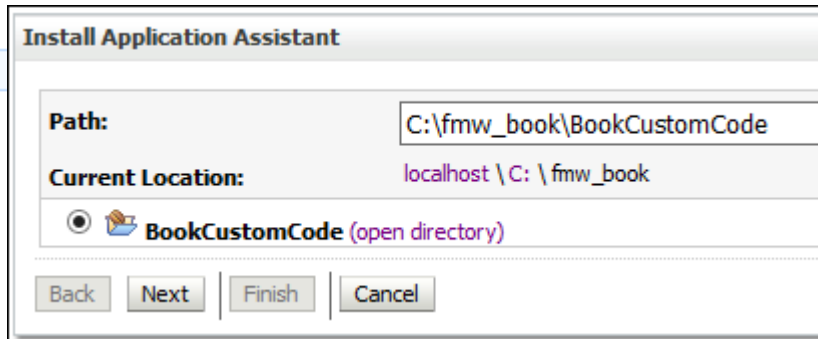 Install Application Assistant
Path: C:\fmw_book\BookCustomCode
Current Location: localhost \ C: \ fmw_book
BookCustomCode (open directory)
Back Next Finish Cancel